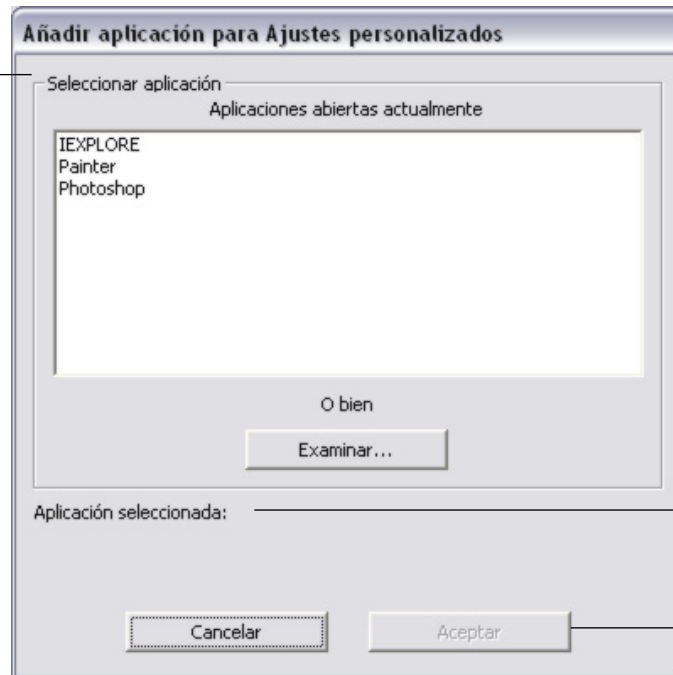 Añadir aplicación para Ajustes personalizados
Seleccionar aplicación
Aplicaciones abiertas actualmente
IEXPLORE
Painter
Photoshop
O bien
Examinar...
Aplicación seleccionada:
Cancelar
Aceptar